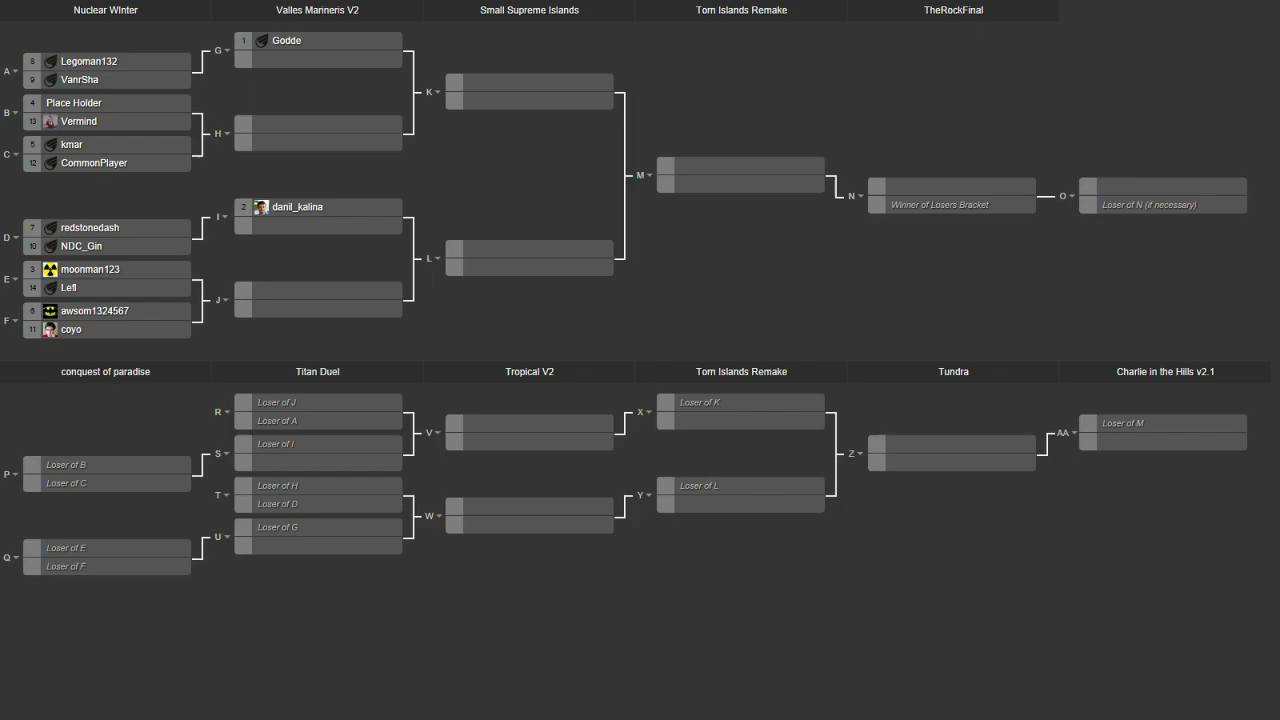 Nuclear WInter
Valles Marineris V2
Small Supreme Islands
Torn Islands Remake
TheRockFinal
A
8 Legoman132
9 VanrSha
B
4 Place Holder
13 Vermind
C
5 kmar
12 CommonPlayer
D
7 redstonedash
10 NDC_Gin
E
3 moonman123
14 Lefl
F
6 awsom1324567
11 coyo
G
1 Godde
H
I
2 danil_kalina
J
K
L
M
N
Winner of Losers Bracket
O
Loser of N (if necessary)
conquest of paradise
Titan Duel
Tropical V2
Torn Islands Remake
Tundra
Charlie in the Hills v2.1
P
Loser of B
Loser of C
Q
Loser of E
Loser of F
R
Loser of J
Loser of A
S
Loser of I
T
Loser of H
Loser of D
U
Loser of G
V
W
X
Loser of K
Y
Loser of L
Z
AA
Loser of M